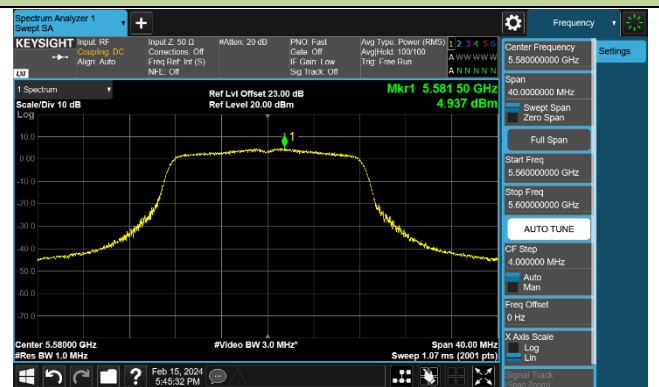 Spectrum Analyzer 1
Swept SA
Frequency
KEYSIGHT
Input: RF
Coupling: DC
Align: Auto
Input Z: 50 Ω
Corrections: Off
Freq Ref: Int (S)
NFE: Off
#Atten: 20 dB
PNO: Fast
Gate: Off
IF Gain: Low
Sig Track: Off
Avg Type: Power (RMS)
Avg|Hold: 100/100
Trig: Free Run
1 2 3 4 5 6
A W W W W W
A N N N N N
LXI
1 Spectrum
Scale/Div 10 dB
Log
Ref Lvl Offset 23.00 dB
Ref Level 20.00 dBm
Mkr1 5.581 50 GHz
4.937 dBm
1
10.0
0.00
-10.0
-20.0
-30.0
-40.0
-50.0
-60.0
-70.0
Center 5.58000 GHz
#Res BW 1.0 MHz
#Video BW 3.0 MHz*
Span 40.00 MHz
Sweep 1.07 ms (2001 pts)
Center Frequency
5.580000000 GHz
Settings
Span
40.0000000 MHz
Swept Span
Zero Span
Full Span
Start Freq
5.560000000 GHz
Stop Freq
5.600000000 GHz
AUTO TUNE
CF Step
4.000000 MHz
Auto
Man
Freq Offset
0 Hz
X Axis Scale
Log
Lin
Signal Track
(Span Zoom)
Feb 15, 2024
5:45:32 PM